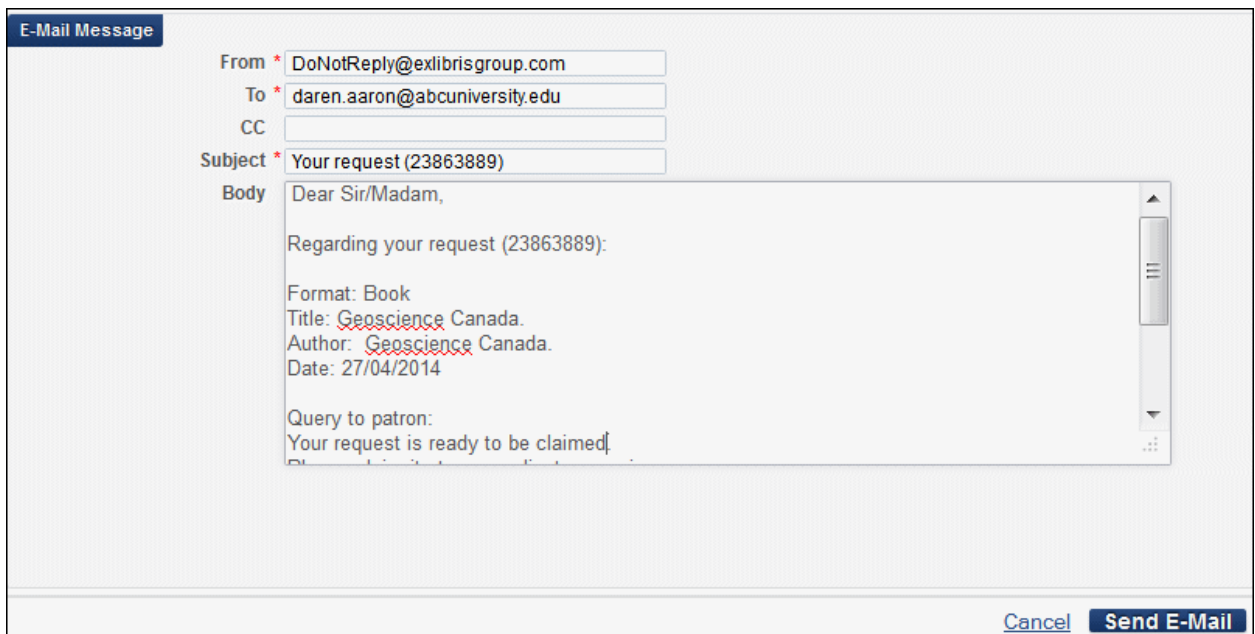 E-Mail Message
From * DoNotReply@exlibrisgroup.com
To * daren.aaron@abcuniversity.edu
CC
Subject * Your request (23863889)
Body Dear Sir/Madam,
Regarding your request (23863889):
Format: Book
Title: Geoscience Canada.
Author:  Geoscience Canada.
Date: 27/04/2014
Query to patron:
Your request is ready to be claimed.
Cancel Send E-Mail